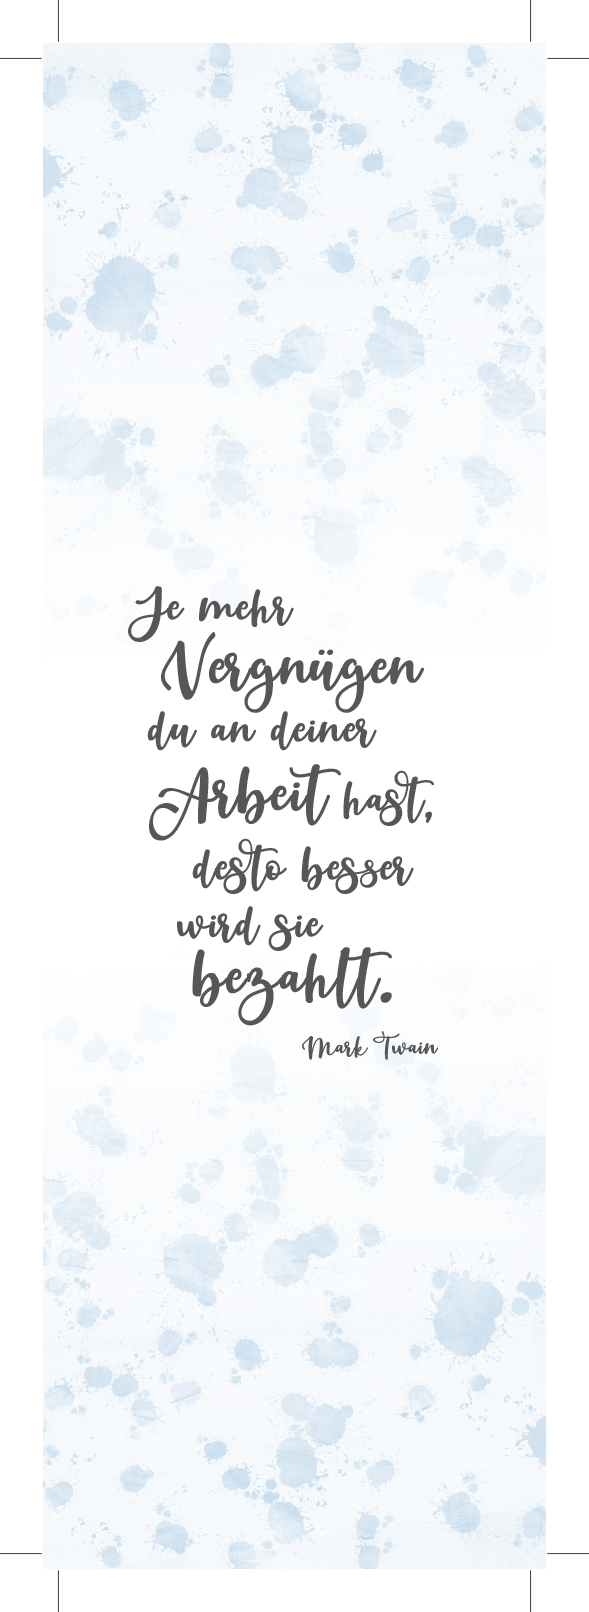 Je mehr
Vergnügen
du an deiner
Arbeit hast,
desto besser
wird sie
bezahlt.
Mark Twain